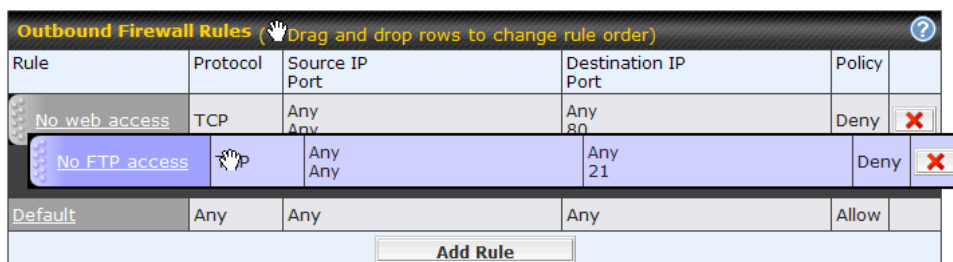 Outbound Firewall Rules (Drag and drop rows to change rule order)
Rule Protocol Source IP Port Destination IP Port Policy
No web access TCP Any Any Any 80 Deny
No FTP access TCP Any Any Any 21 Deny
Default Any Any Any Allow
Add Rule